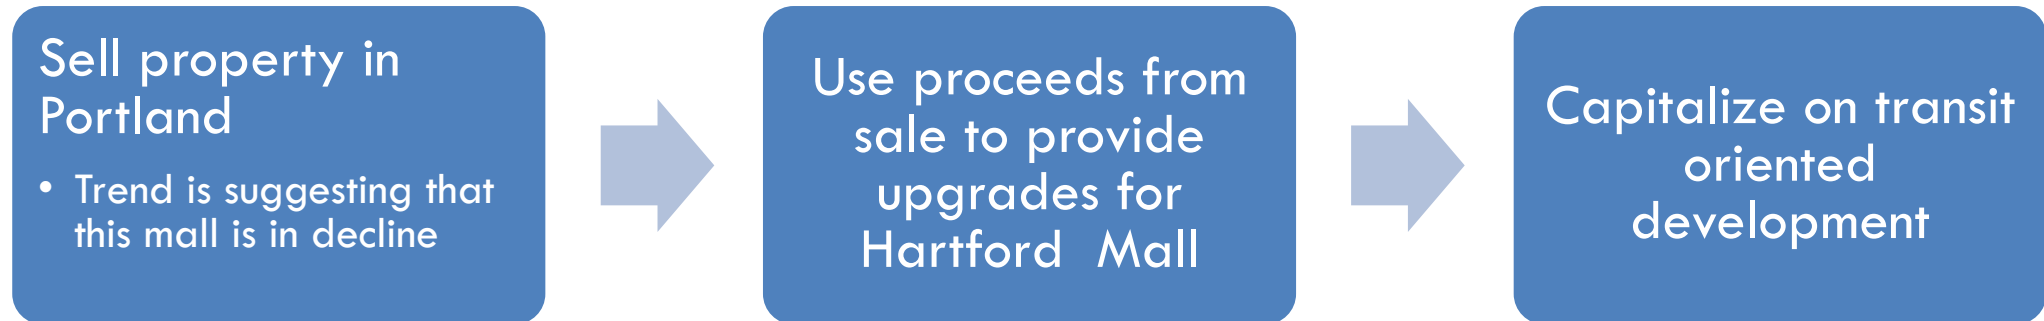 Sell property in
Portland
• Trend is suggesting that
this mall is in decline
Use proceeds from
sale to provide
upgrades for
Hartford  Mall
Capitalize on transit
oriented
development